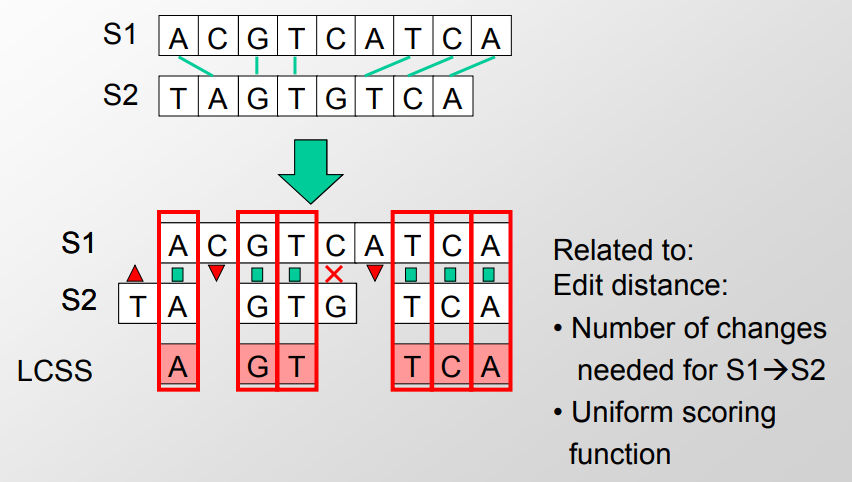 S1 A C G T C A T C A
S2 T A G T G T C A
S1 A C G T C A T C A
S2 T A G T G T C A
LCSS A G T T C A
Related to:
Edit distance:
• Number of changes
needed for S1→S2
• Uniform scoring
function